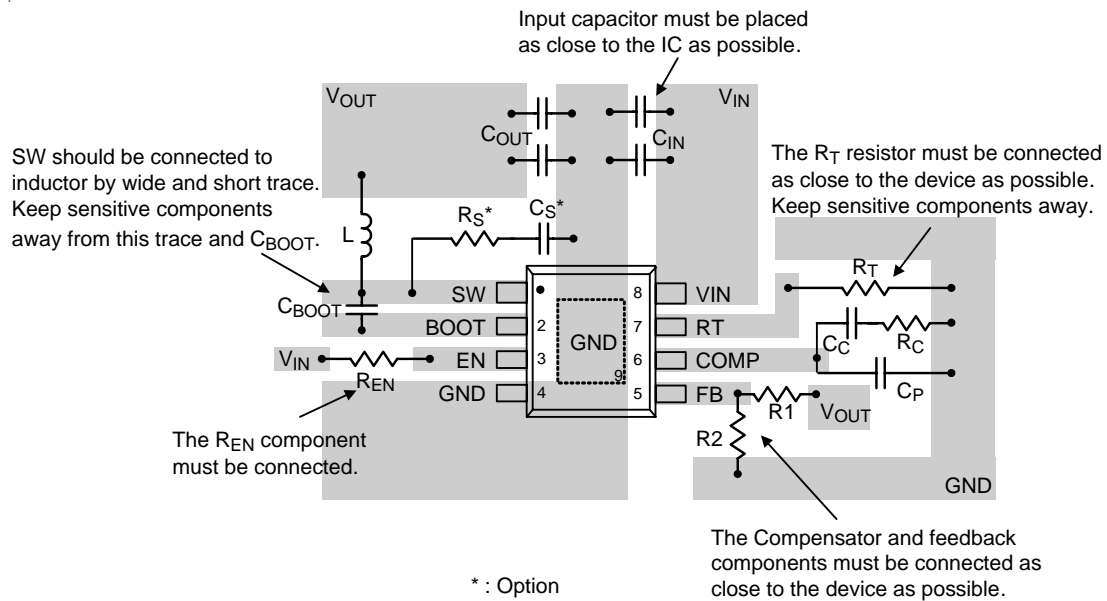 Input capacitor must be placed
as close to the IC as possible.
VOUT
VIN
COUT
CIN
SW should be connected to
inductor by wide and short trace.
Keep sensitive components
away from this trace and CBOOT.
The RT resistor must be connected
as close to the device as possible.
Keep sensitive components away.
RS*
CS*
L
RT
CBOOT
SW
8
VIN
BOOT
2
GND
7
RT
CC
RC
VIN
EN
3
6
COMP
REN
9
CP
GND
4
5
FB
R1
VOUT
R2
The REN component
must be connected.
GND
The Compensator and feedback
components must be connected as
close to the device as possible.
* : Option